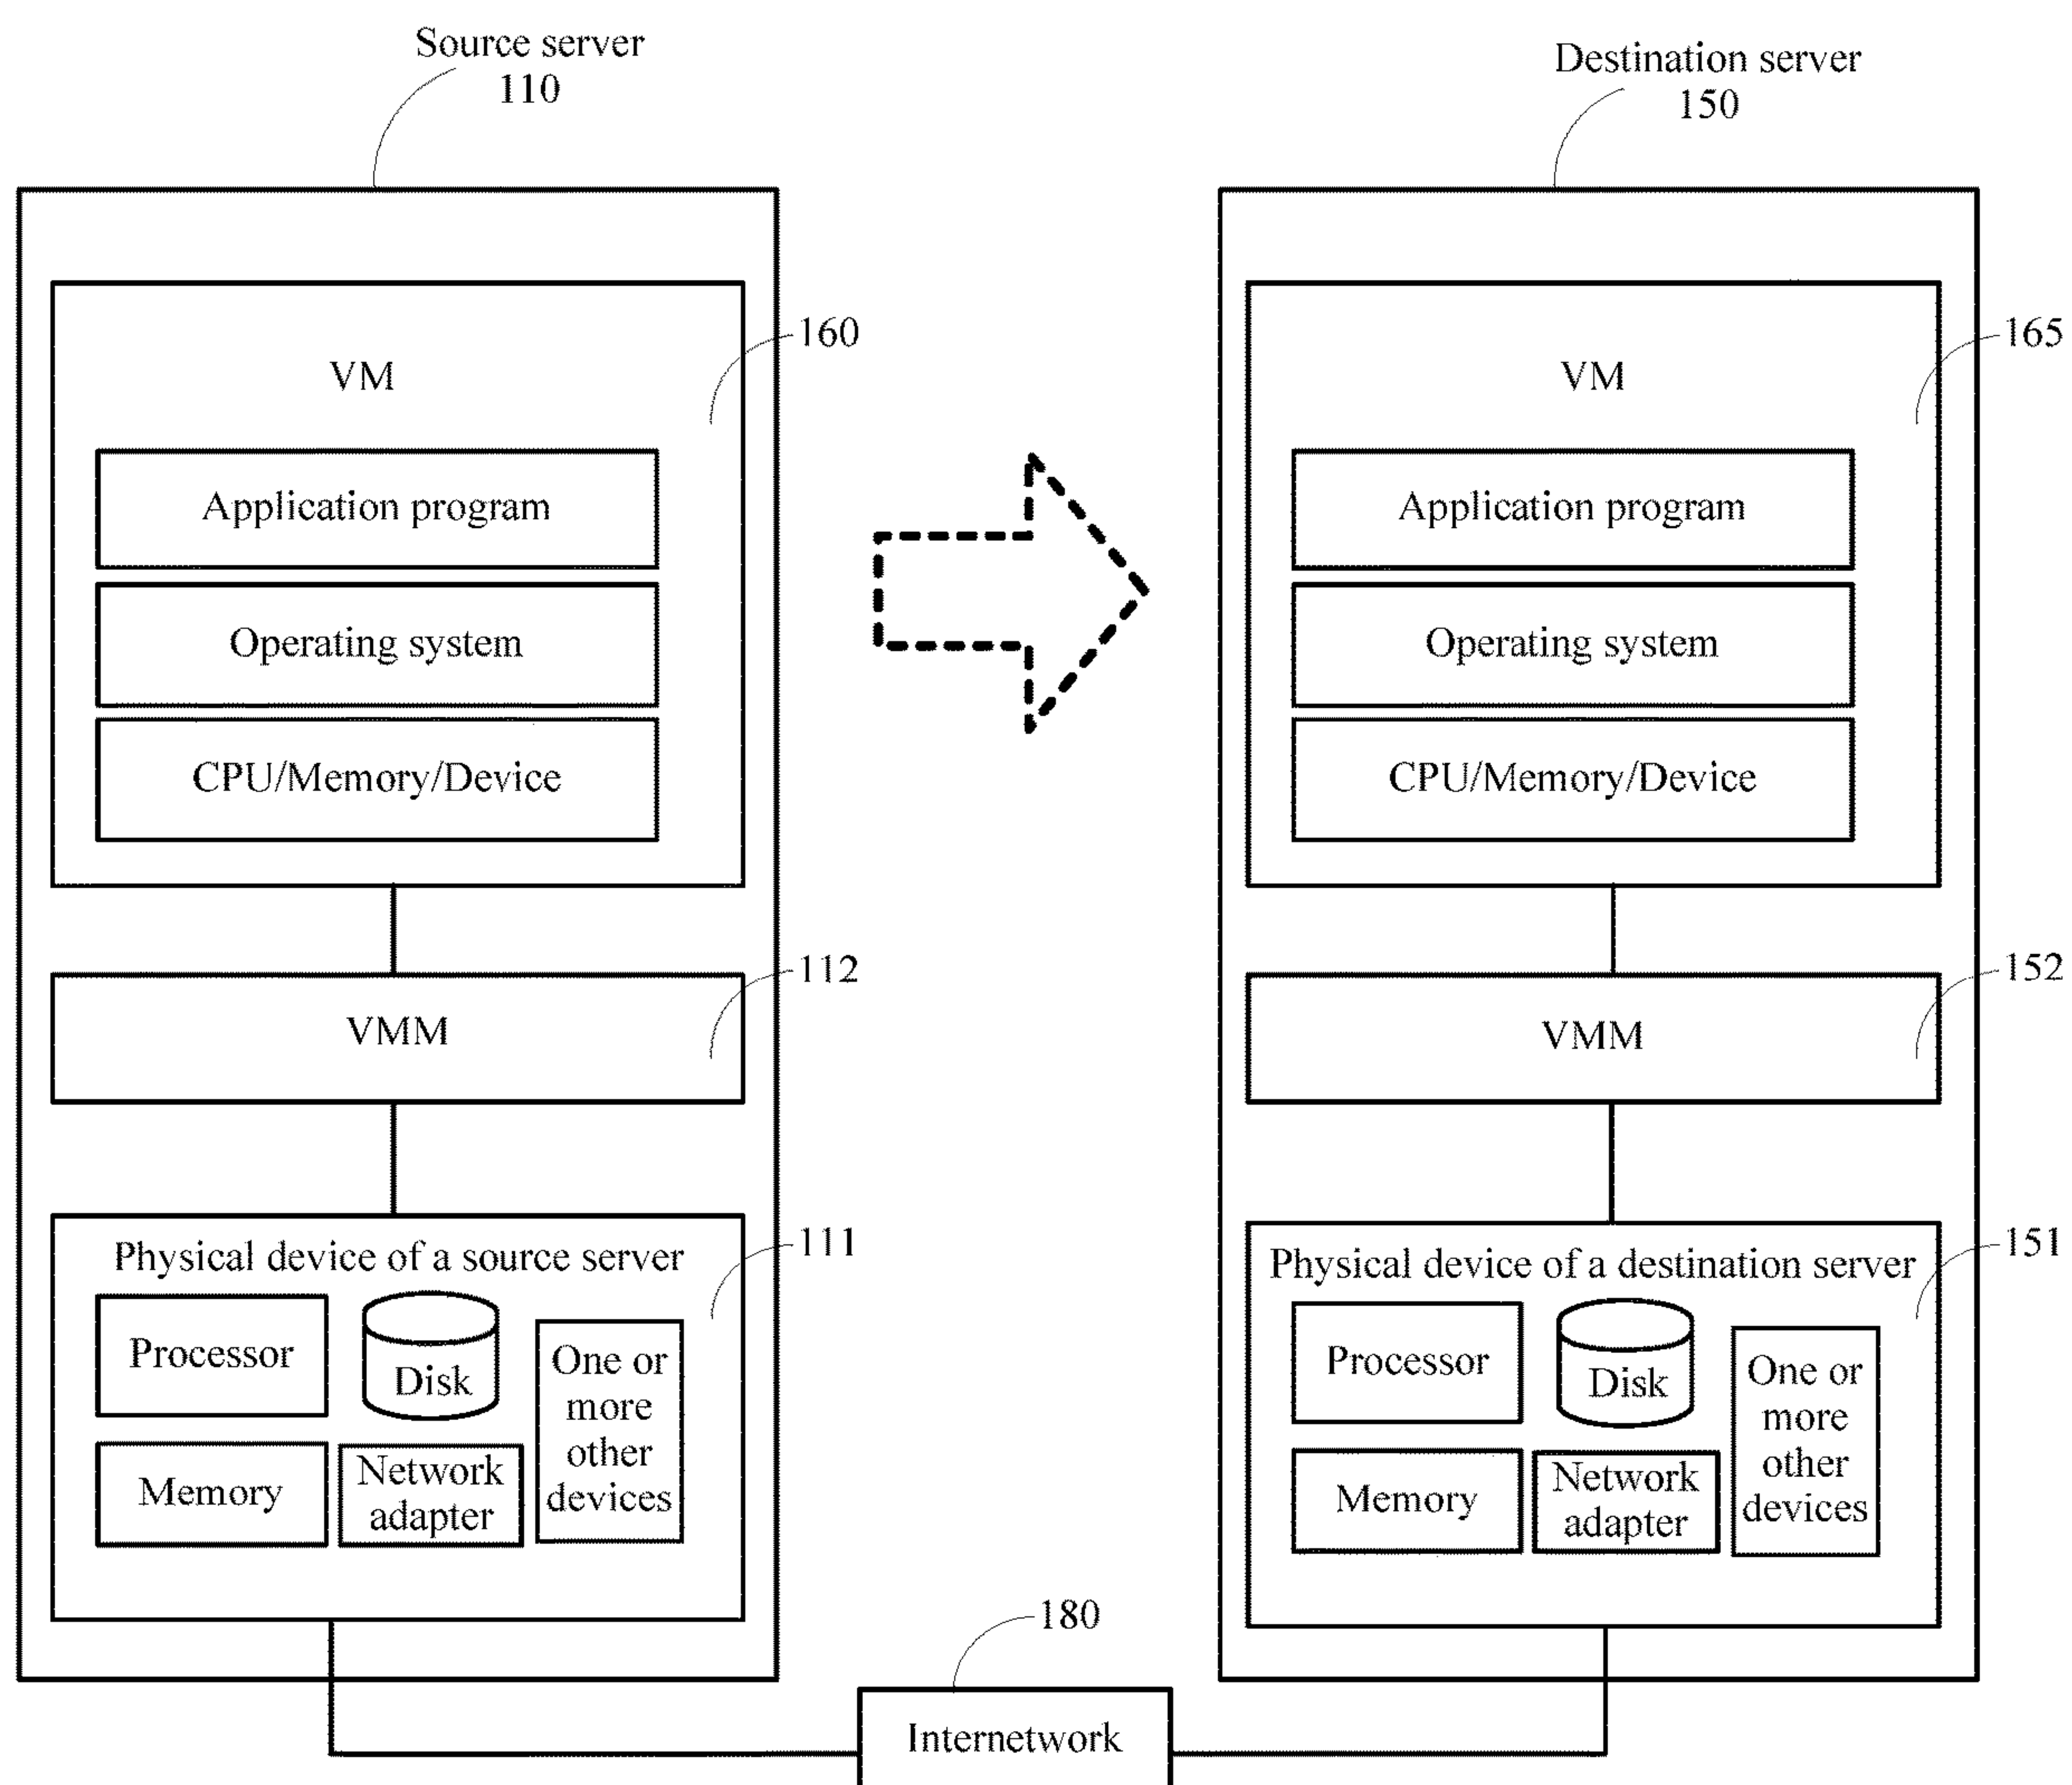 Source server
110
Destination server
150
160
VM
Application program
Operating system
CPU/Memory/Device
165
VM
Application program
Operating system
CPU/Memory/Device
112
VMM
152
VMM
111
Physical device of a source server
Processor
Disk
One or
more
other
devices
Memory
Network
adapter
151
Physical device of a destination server
Processor
Disk
One or
more
other
devices
Memory
Network
adapter
180
Internetwork